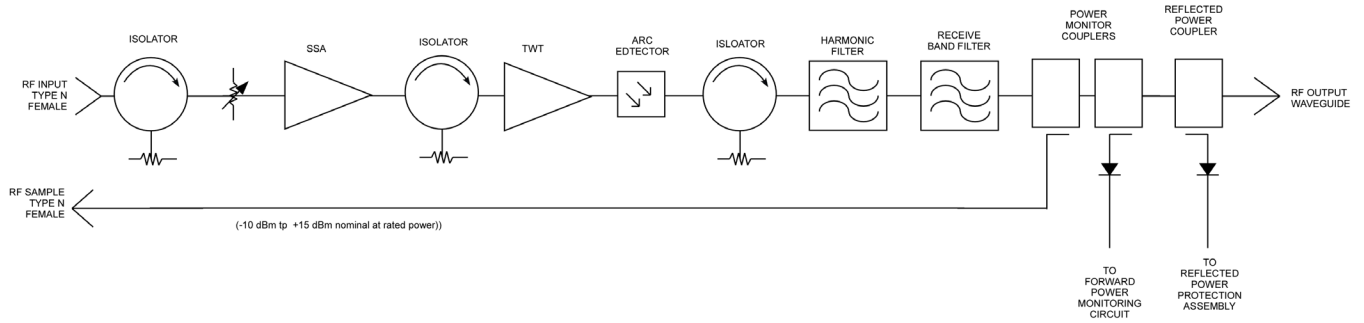 RF INPUT
TYPE N
FEMALE
ISOLATOR
SSA
ISOLATOR
TWT
ARC
EDTECTOR
ISLOATOR
HARMONIC
FILTER
RECEIVE
BAND FILTER
POWER
MONITOR
COUPLERS
REFLECTED
POWER
COUPLER
RF OUTPUT
WAVEGUIDE
RF SAMPLE
TYPE N
FEMALE
(-10 dBm tp +15 dBm nominal at rated power))
TO
FORWARD
POWER
MONITORING
CIRCUIT
TO
REFLECTED
POWER
PROTECTION
ASSEMBLY